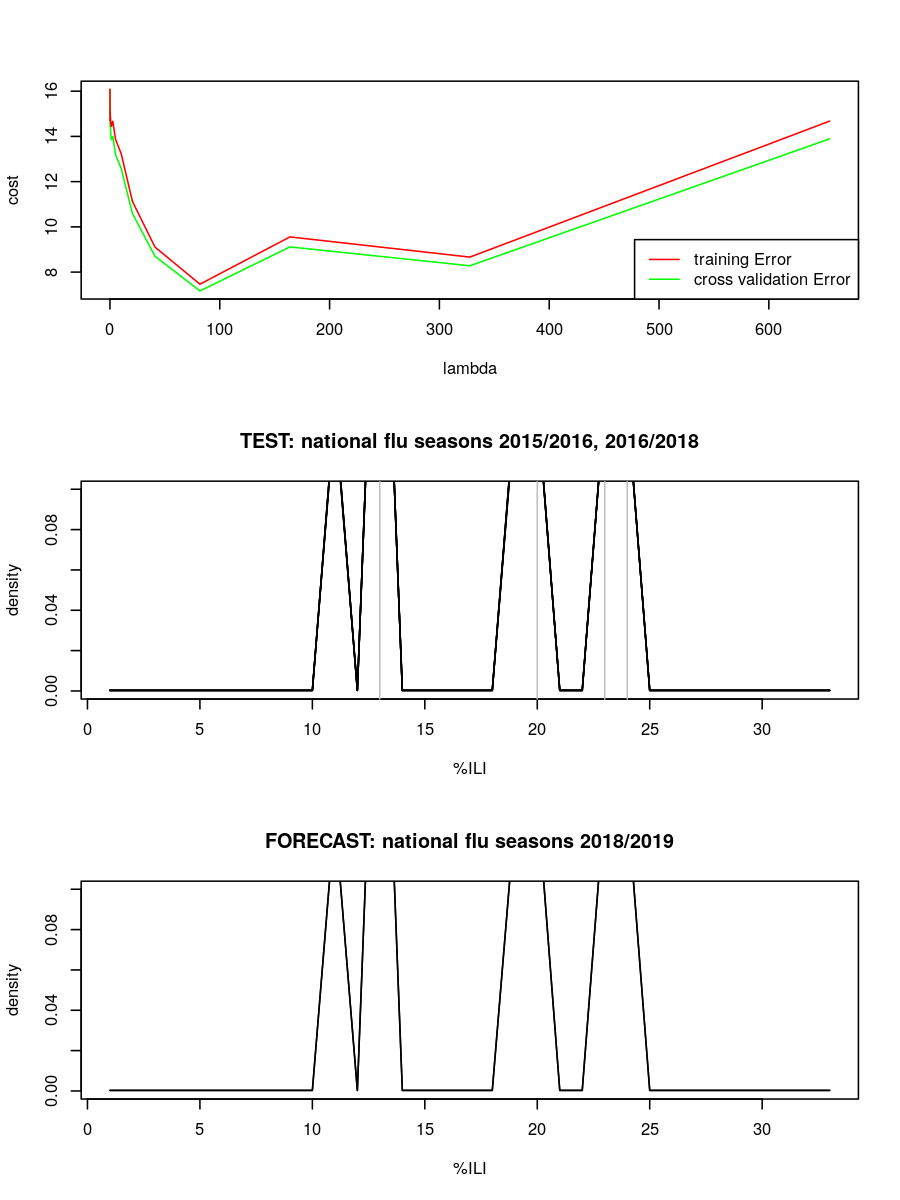 16
14
12
10
8
cost
training Error
cross validation Error
0 100 200 300 400 500 600
lambda
TEST: national flu seasons 2015/2016, 2016/2018
0.08
0.04
0.00
density
0 5 10 15 20 25 30
%ILI
FORECAST: national flu seasons 2018/2019
0.08
0.04
0.00
density
0 5 10 15 20 25 30
%ILI